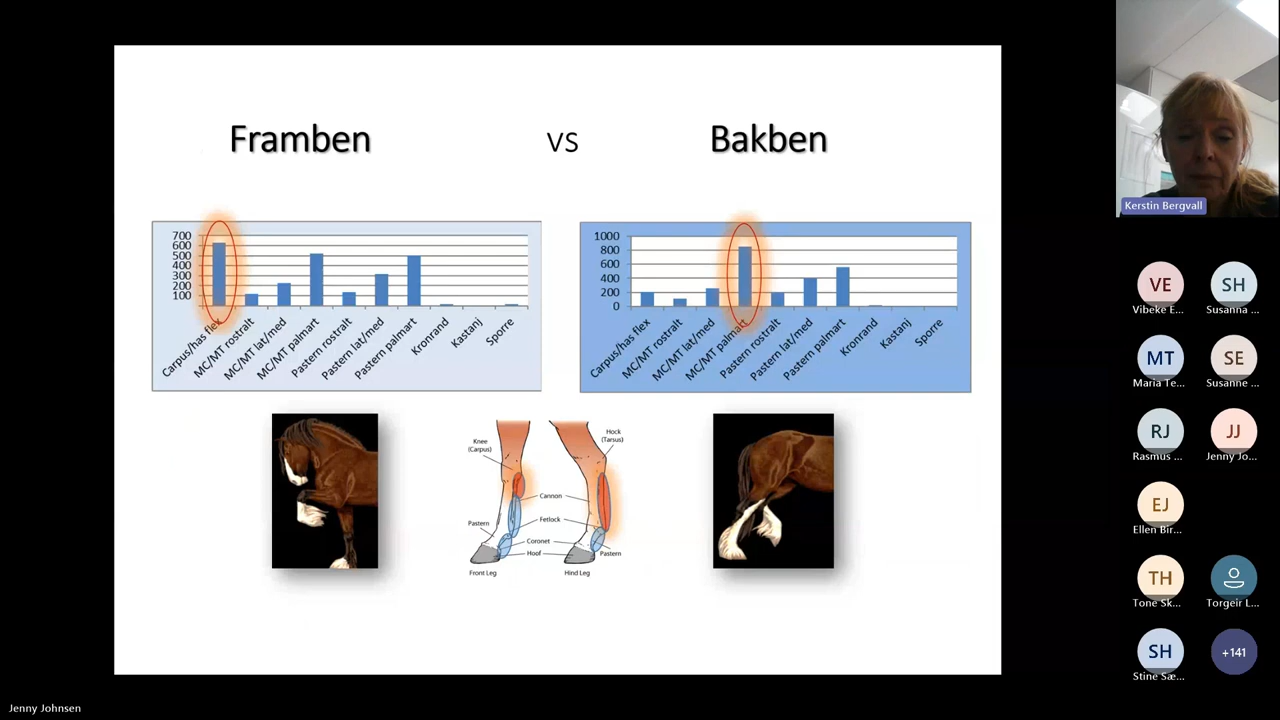 Framben
vs
Bakben
700
600
500
400
300
200
100
Carpus/has flex
MC/MT rostralt
MC/MT lat/med
MC/MT palmart
Pastern rostralt
Pastern lat/med
Pastern palmart
Kronrand
Kastanj
Sporre
1000
800
600
400
200
0
Carpus/has flex
MC/MT rostralt
MC/MT lat/med
MC/MT palmart
Pastern rostralt
Pastern lat/med
Pastern palmart
Kronrand
Kastanj
Sporre
Knee
(Carpus)
Hock
(Tarsus)
Cannon
Fetlock
Pastern
Coronet
Hoof
Pastern
Front Leg
Hind Leg
Kerstin Bergvall
VE
SH
Vibeke E...
Susanna ...
MT
SE
Maria Te...
Susanne ...
RJ
JJ
Rasmus ...
Jenny Jo...
EJ
Ellen Bir...
TH
Tone Sk...
Torgeir L...
SH
+141
Stine Sæ...
Jenny Johnsen